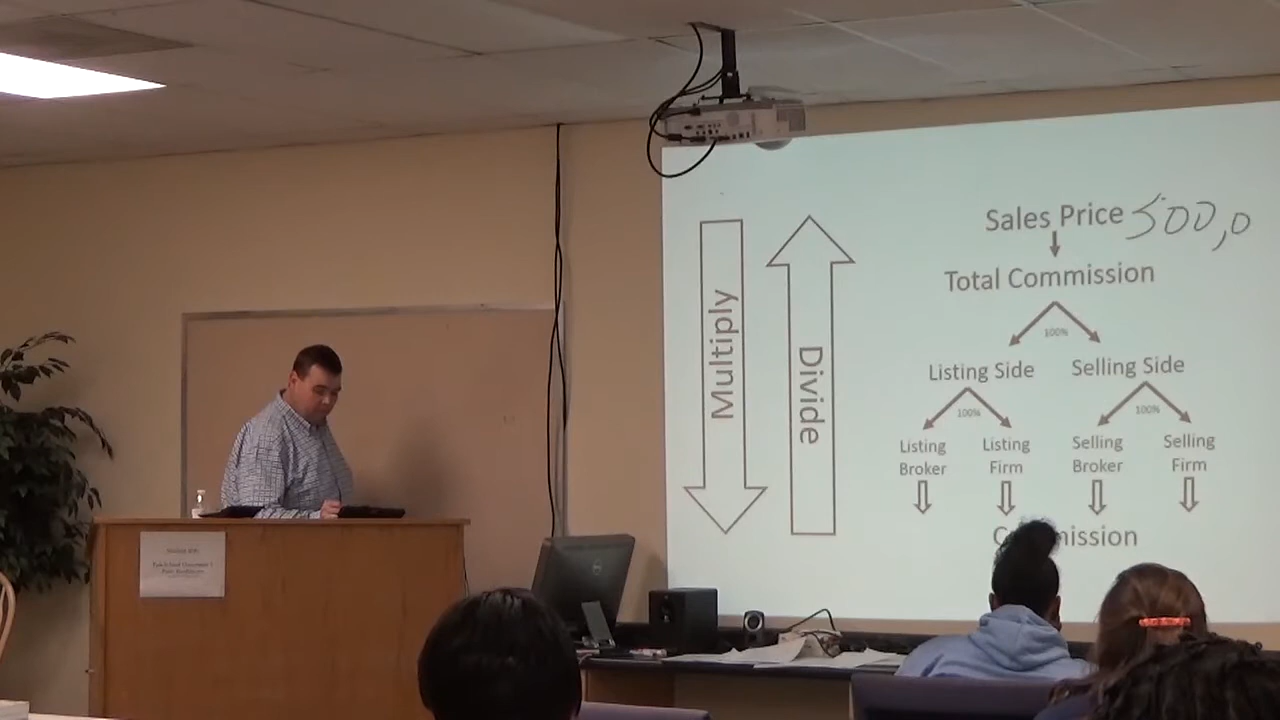 Sales Price 500,0
Total Commission
100%
Listing Side Selling Side
100% 100%
Listing Broker
Listing Firm
Selling Broker
Selling Firm
Multiply
Divide
DELL